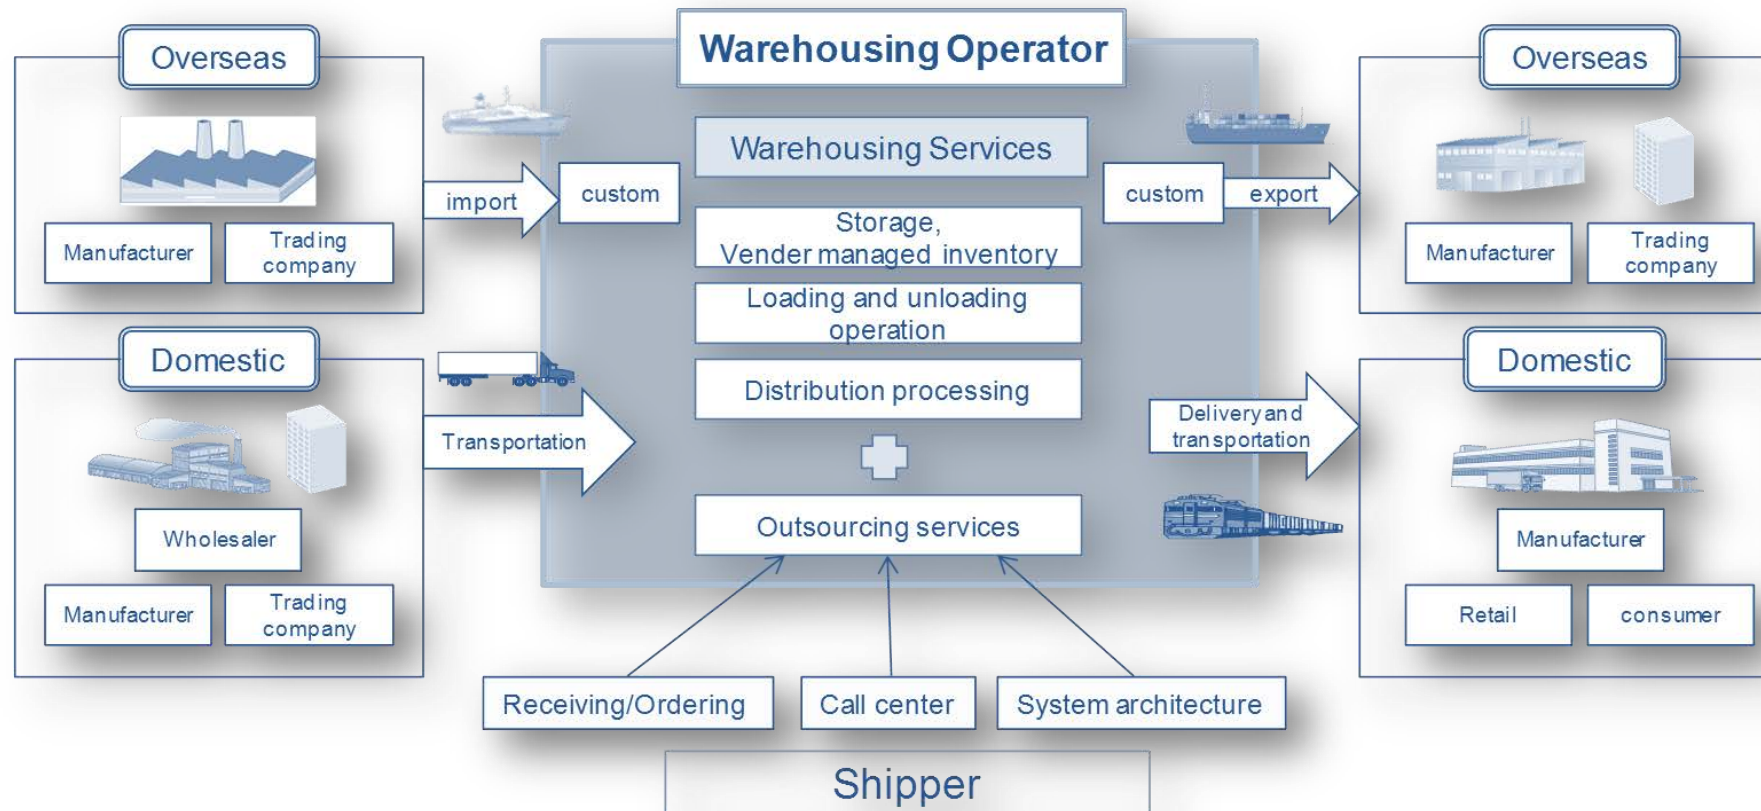 Overseas
Manufacturer
Trading
company
import
Domestic
Transportation
Wholesaler
Manufacturer
Trading
company
Warehousing Operator
Warehousing Services
custom
custom
Storage,
Vender managed inventory
Loading and unloading
operation
Distribution processing
Outsourcing services
Receiving/Ordering
Call center
System architecture
Shipper
export
Overseas
Manufacturer
Trading
company
Delivery and
transportation
Domestic
Manufacturer
Retail
consumer